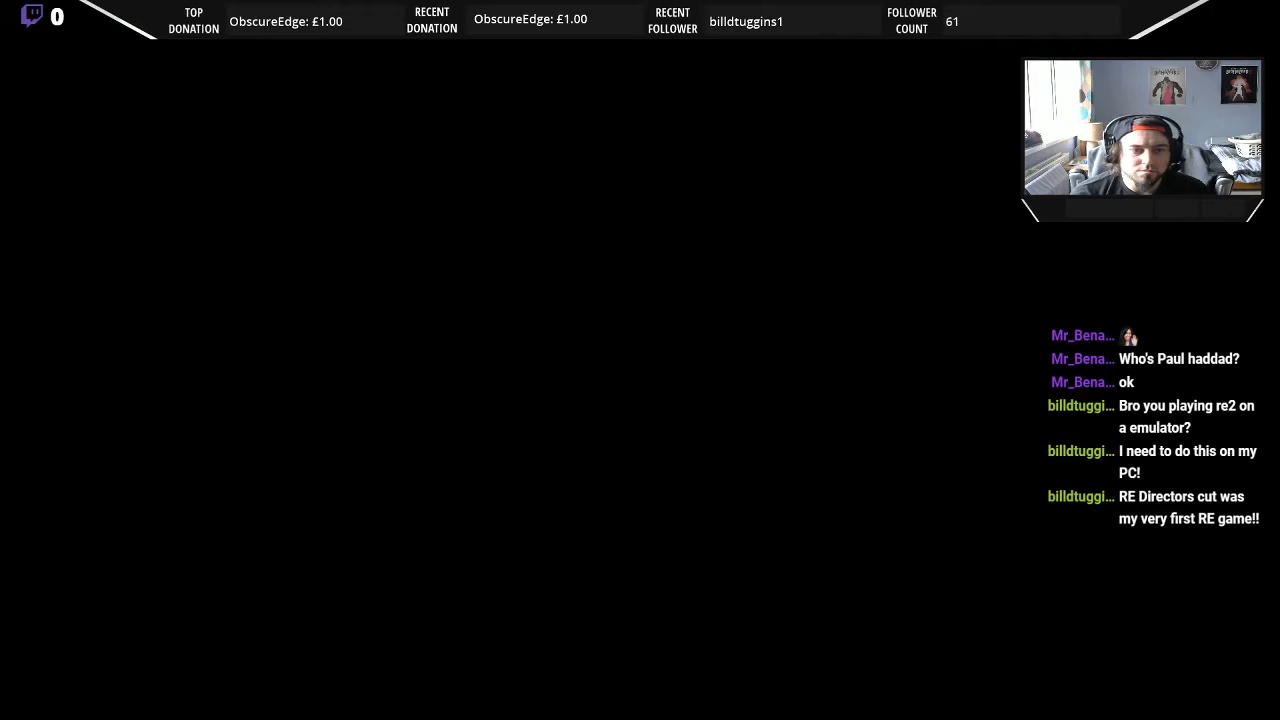 0
TOP
DONATION
ObscureEdge: £1.00
RECENT
DONATION
ObscureEdge: £1.00
RECENT
FOLLOWER
billdtuggins1
FOLLOWER
COUNT
61
Mr_Bena...
Mr_Bena... Who's Paul haddad?
Mr_Bena... ok
billdtuggi... Bro you playing re2 on
a emulator?
billdtuggi... I need to do this on my
PC!
billdtuggi... RE Directors cut was
my very first RE game!!